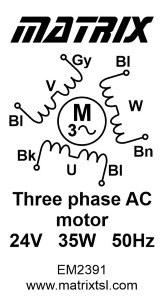 MATRIX
Gy Bl
V
W
M
3~
Bl
Bn
Bk
U Bl
Three phase AC
motor
24V 35W 50Hz
EM2391
www.matrixtsl.com